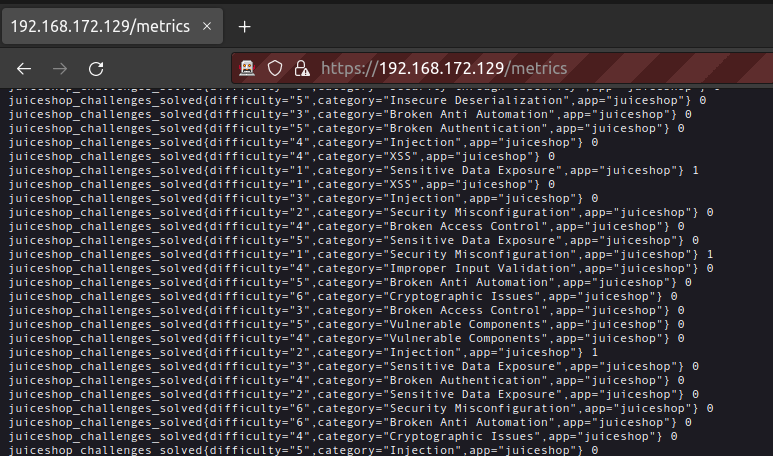 192.168.172.129/metrics
https://192.168.172.129/metrics
juiceshop_challenges_solved{difficulty="5",category="Insecure Deserialization",app="juiceshop"} 0
juiceshop_challenges_solved{difficulty="3",category="Broken Anti Automation",app="juiceshop"} 0
juiceshop_challenges_solved{difficulty="5",category="Broken Authentication",app="juiceshop"} 0
juiceshop_challenges_solved{difficulty="4",category="Injection",app="juiceshop"} 0
juiceshop_challenges_solved{difficulty="4",category="XSS",app="juiceshop"} 0
juiceshop_challenges_solved{difficulty="1",category="Sensitive Data Exposure",app="juiceshop"} 1
juiceshop_challenges_solved{difficulty="1",category="XSS",app="juiceshop"} 0
juiceshop_challenges_solved{difficulty="3",category="Injection",app="juiceshop"} 0
juiceshop_challenges_solved{difficulty="2",category="Security Misconfiguration",app="juiceshop"} 0
juiceshop_challenges_solved{difficulty="4",category="Broken Access Control",app="juiceshop"} 0
juiceshop_challenges_solved{difficulty="5",category="Sensitive Data Exposure",app="juiceshop"} 0
juiceshop_challenges_solved{difficulty="1",category="Security Misconfiguration",app="juiceshop"} 1
juiceshop_challenges_solved{difficulty="4",category="Improper Input Validation",app="juiceshop"} 0
juiceshop_challenges_solved{difficulty="5",category="Broken Anti Automation",app="juiceshop"} 0
juiceshop_challenges_solved{difficulty="6",category="Cryptographic Issues",app="juiceshop"} 0
juiceshop_challenges_solved{difficulty="3",category="Broken Access Control",app="juiceshop"} 0
juiceshop_challenges_solved{difficulty="5",category="Vulnerable Components",app="juiceshop"} 0
juiceshop_challenges_solved{difficulty="4",category="Vulnerable Components",app="juiceshop"} 0
juiceshop_challenges_solved{difficulty="2",category="Injection",app="juiceshop"} 1
juiceshop_challenges_solved{difficulty="3",category="Sensitive Data Exposure",app="juiceshop"} 0
juiceshop_challenges_solved{difficulty="4",category="Broken Authentication",app="juiceshop"} 0
juiceshop_challenges_solved{difficulty="2",category="Sensitive Data Exposure",app="juiceshop"} 0
juiceshop_challenges_solved{difficulty="6",category="Security Misconfiguration",app="juiceshop"} 0
juiceshop_challenges_solved{difficulty="6",category="Broken Anti Automation",app="juiceshop"} 0
juiceshop_challenges_solved{difficulty="4",category="Cryptographic Issues",app="juiceshop"} 0
juiceshop_challenges_solved{difficulty="5",category="Injection",app="juiceshop"} 0